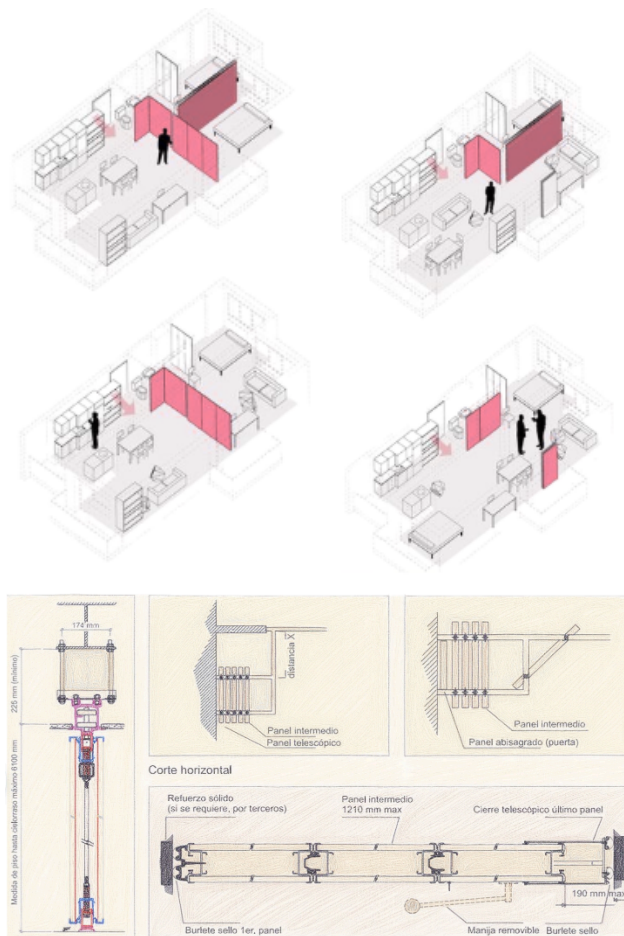 174 mm
225 mm (mínimo)
Medida de piso hasta cielorraso máximo 6100 mm
distancia X
Panel intermedio
Panel telescópico
Panel intermedio
Panel abisagrado (puerta)
Corte horizontal
Refuerzo sólido
(si se requiere, por terceros)
Panel intermedio
1210 mm max
Cierre telescópico último panel
190 mm max
Burlete sello 1er, panel
Manija removible
Burlete sello